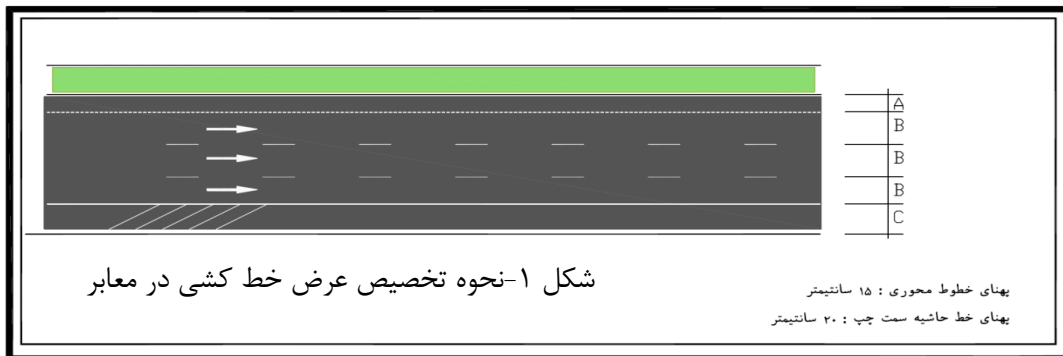 A
B
B
B
C
شکل ۱-نحوه تخصیص عرض خط کشی در معابر
پهنای خطوط محوری : ۱۵ سانتیمتر
پهنای خط حاشیه سمت چپ : ۲۰ سانتیمتر